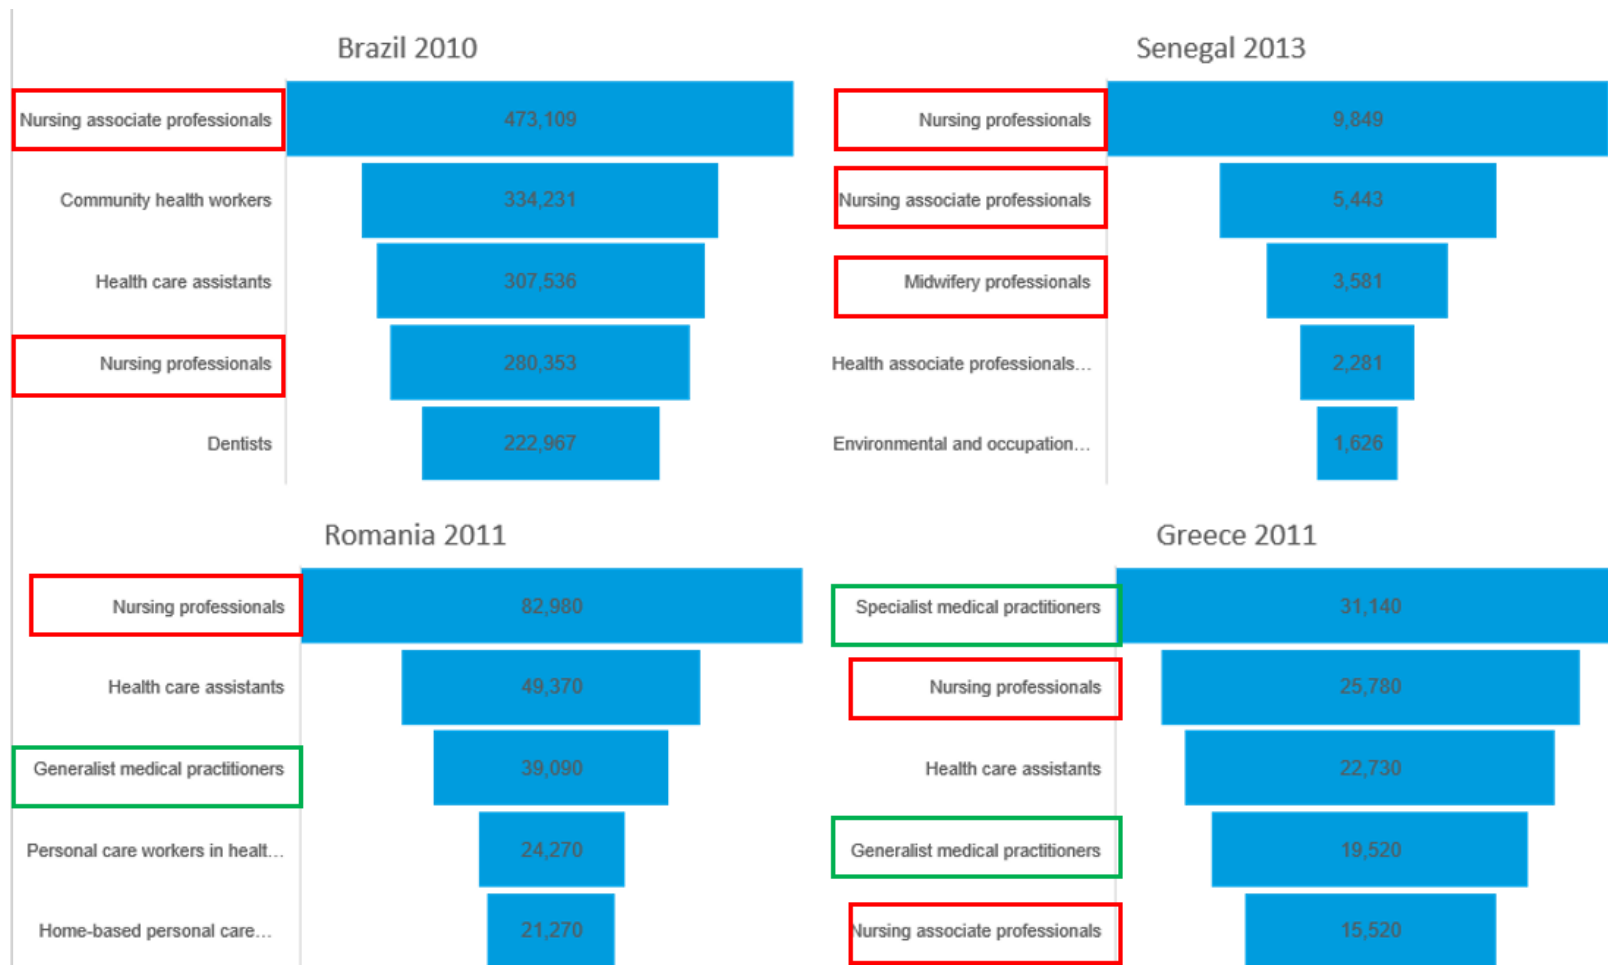 Brazil 2010
Nursing associate professionals 473,109
Community health workers 334,231
Health care assistants 307,536
Nursing professionals 280,353
Dentists 222,967
Senegal 2013
Nursing professionals 9,849
Nursing associate professionals 5,443
Midwifery professionals 3,581
Health associate professionals... 2,281
Environmental and occupation... 1,626
Romania 2011
Nursing professionals 82,980
Health care assistants 49,370
Generalist medical practitioners 39,090
Personal care workers in healt... 24,270
Home-based personal care... 21,270
Greece 2011
Specialist medical practitioners 31,140
Nursing professionals 25,780
Health care assistants 22,730
Generalist medical practitioners 19,520
Nursing associate professionals 15,520